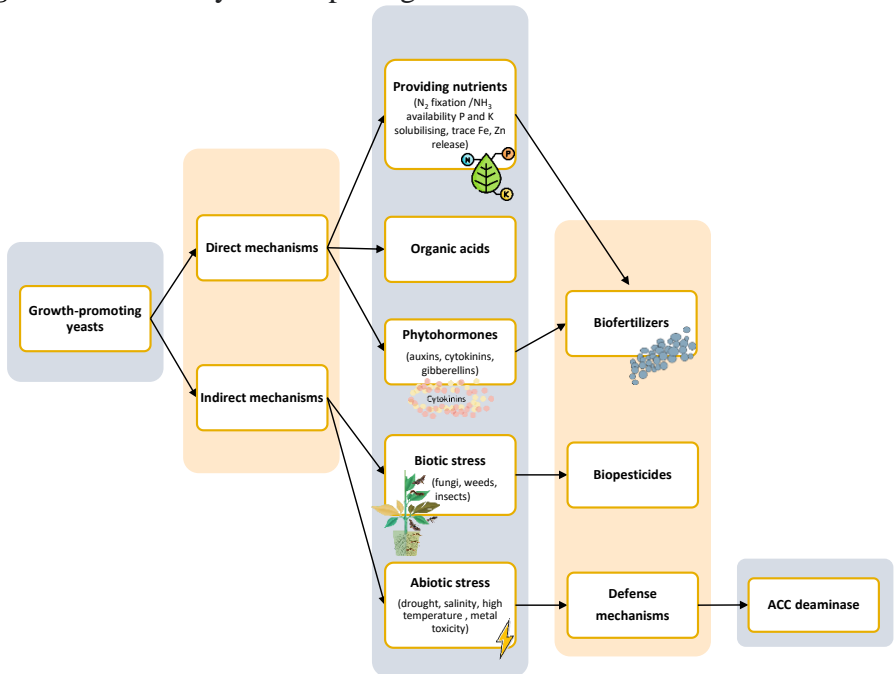 Growth-promoting
yeasts
Direct mechanisms
Indirect mechanisms
Providing nutrients
(N₂ fixation /NH₃
availability P and K
solubilising, trace Fe, Zn
release)
N
P
K
Organic acids
Phytohormones
(auxins, cytokinins,
gibberellins)
Cytokinins
Biotic stress
(fungi, weeds,
insects)
Abiotic stress
(drought, salinity, high
temperature , metal
toxicity)
Biofertilizers
Biopesticides
Defense
mechanisms
ACC deaminase